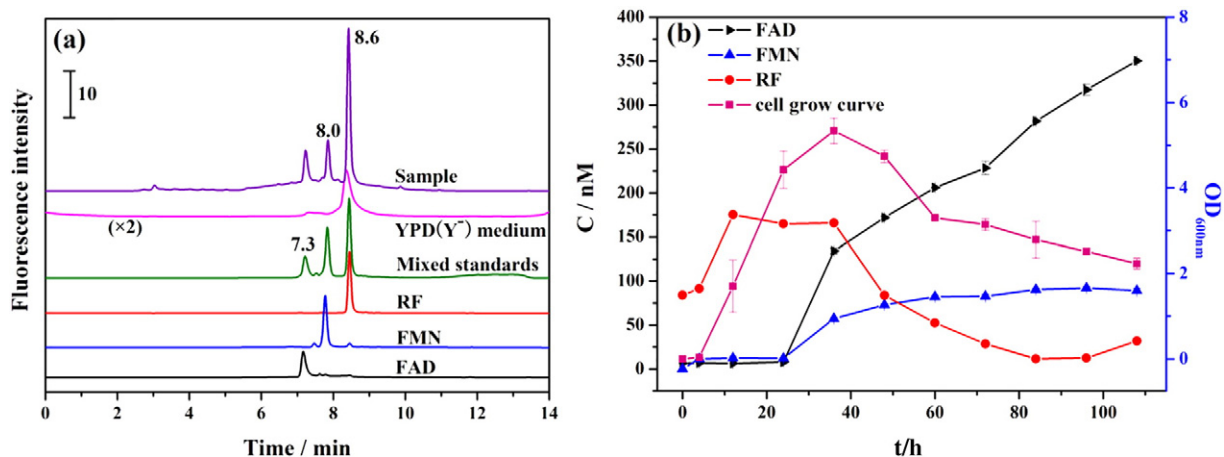 (a)
8.6
10
8.0
Sample
(×2)
YPD(Y⁻) medium
7.3
Mixed standards
RF
FMN
FAD
Fluorescence intensity
0 2 4 6 8 10 12 14
Time / min
(b)
FAD
FMN
RF
cell grow curve
400
350
300
250
200
150
100
50
0
C / nM
8
6
4
2
0
OD600nm
0 20 40 60 80 100
t/h